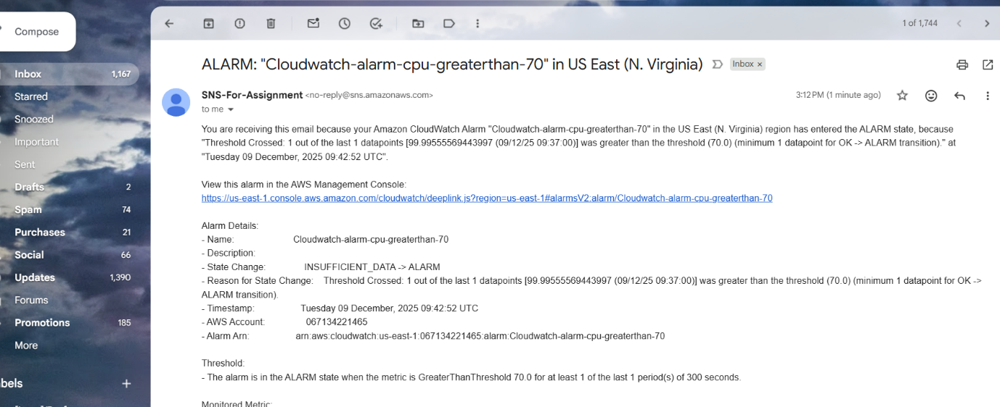 Compose
1 of 1,744
Inbox 1,167
Starred
Snoozed
Important
Sent
Drafts 2
Spam 74
Purchases 21
Social 66
Updates 1,390
Forums
Promotions 185
More
+
ALARM: "Cloudwatch-alarm-cpu-greaterthan-70" in US East (N. Virginia) Inbox ×
SNS-For-Assignment <no-reply@sns.amazonaws.com> 3:12 PM (1 minute ago)
to me
You are receiving this email because your Amazon CloudWatch Alarm "Cloudwatch-alarm-cpu-greaterthan-70" in the US East (N. Virginia) region has entered the ALARM state, because
"Threshold Crossed: 1 out of the last 1 datapoints [99.99555569443997 (09/12/25 09:37:00)] was greater than the threshold (70.0) (minimum 1 datapoint for OK -> ALARM transition)." at
"Tuesday 09 December, 2025 09:42:52 UTC".
View this alarm in the AWS Management Console:
https://us-east-1.console.aws.amazon.com/cloudwatch/deeplink.js?region=us-east-1#alarmsV2:alarm/Cloudwatch-alarm-cpu-greaterthan-70
Alarm Details:
- Name: Cloudwatch-alarm-cpu-greaterthan-70
- Description:
- State Change: INSUFFICIENT_DATA -> ALARM
- Reason for State Change: Threshold Crossed: 1 out of the last 1 datapoints [99.99555569443997 (09/12/25 09:37:00)] was greater than the threshold (70.0) (minimum 1 datapoint for OK ->
ALARM transition).
- Timestamp: Tuesday 09 December, 2025 09:42:52 UTC
- AWS Account: 067134221465
- Alarm Arn: arn:aws:cloudwatch:us-east-1:067134221465:alarm:Cloudwatch-alarm-cpu-greaterthan-70
Threshold:
- The alarm is in the ALARM state when the metric is GreaterThanThreshold 70.0 for at least 1 of the last 1 period(s) of 300 seconds.
Monitored Metric: